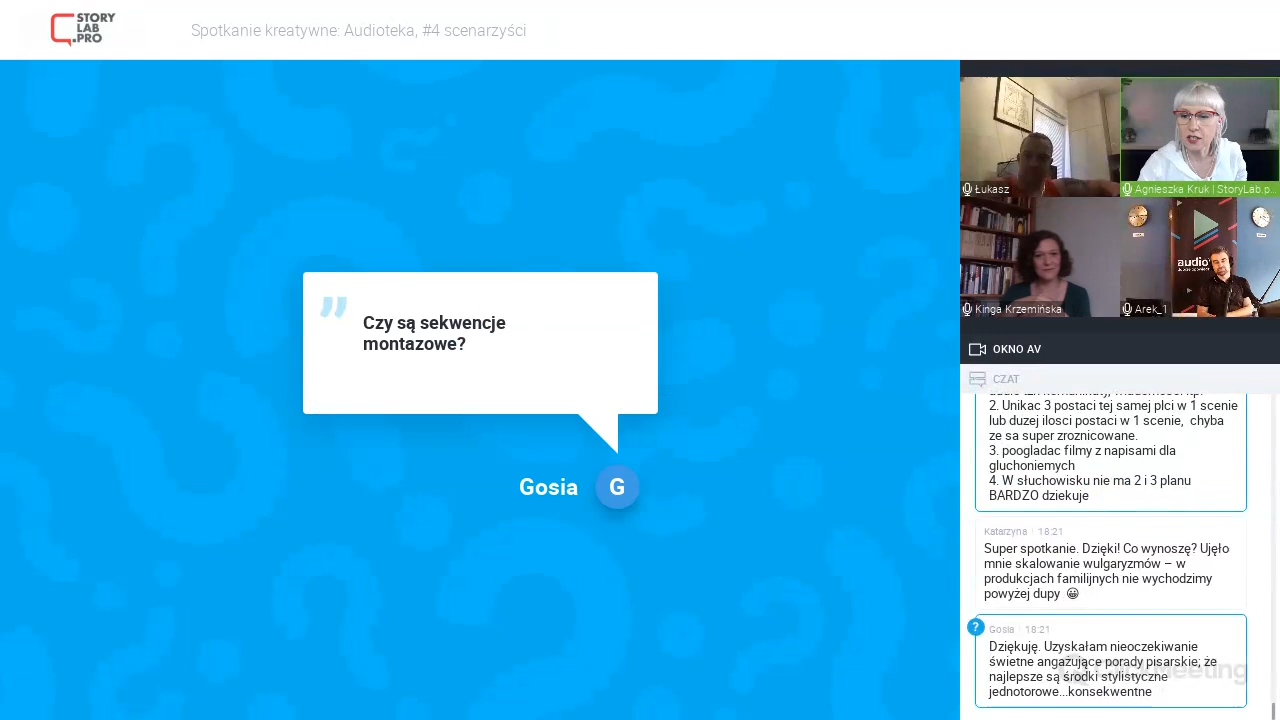 STORY
LAB
.PRO
Spotkanie kreatywne: Audioteka, #4 scenarzyści
Czy są sekwencje
montazowe?
Gosia
G
Łukasz
Agnieszka Kruk | StoryLab.p...
audio
Kinga Krzemińska
Arek_1
OKNO AV
CZAT
2. Unikac 3 postaci tej samej plci w 1 scenie
lub duzej ilosci postaci w 1 scenie, chyba
ze sa super zroznicowane.
3. poogladac filmy z napisami dla
gluchoniemych
4. W słuchowisku nie ma 2 i 3 planu
BARDZO dziekuje
Katarzyna 18:21
Super spotkanie. Dzięki! Co wynoszę? Ujęło
mnie skalowanie wulgaryzmów – w
produkcjach familijnych nie wychodzimy
powyżej dupy 😀
?
Gosia 18:21
Dziękuję. Uzyskałam nieoczekiwanie
świetne angażujące porady pisarskie, że
najlepsze są środki stylistyczne
jednotorowe...konsekwentne